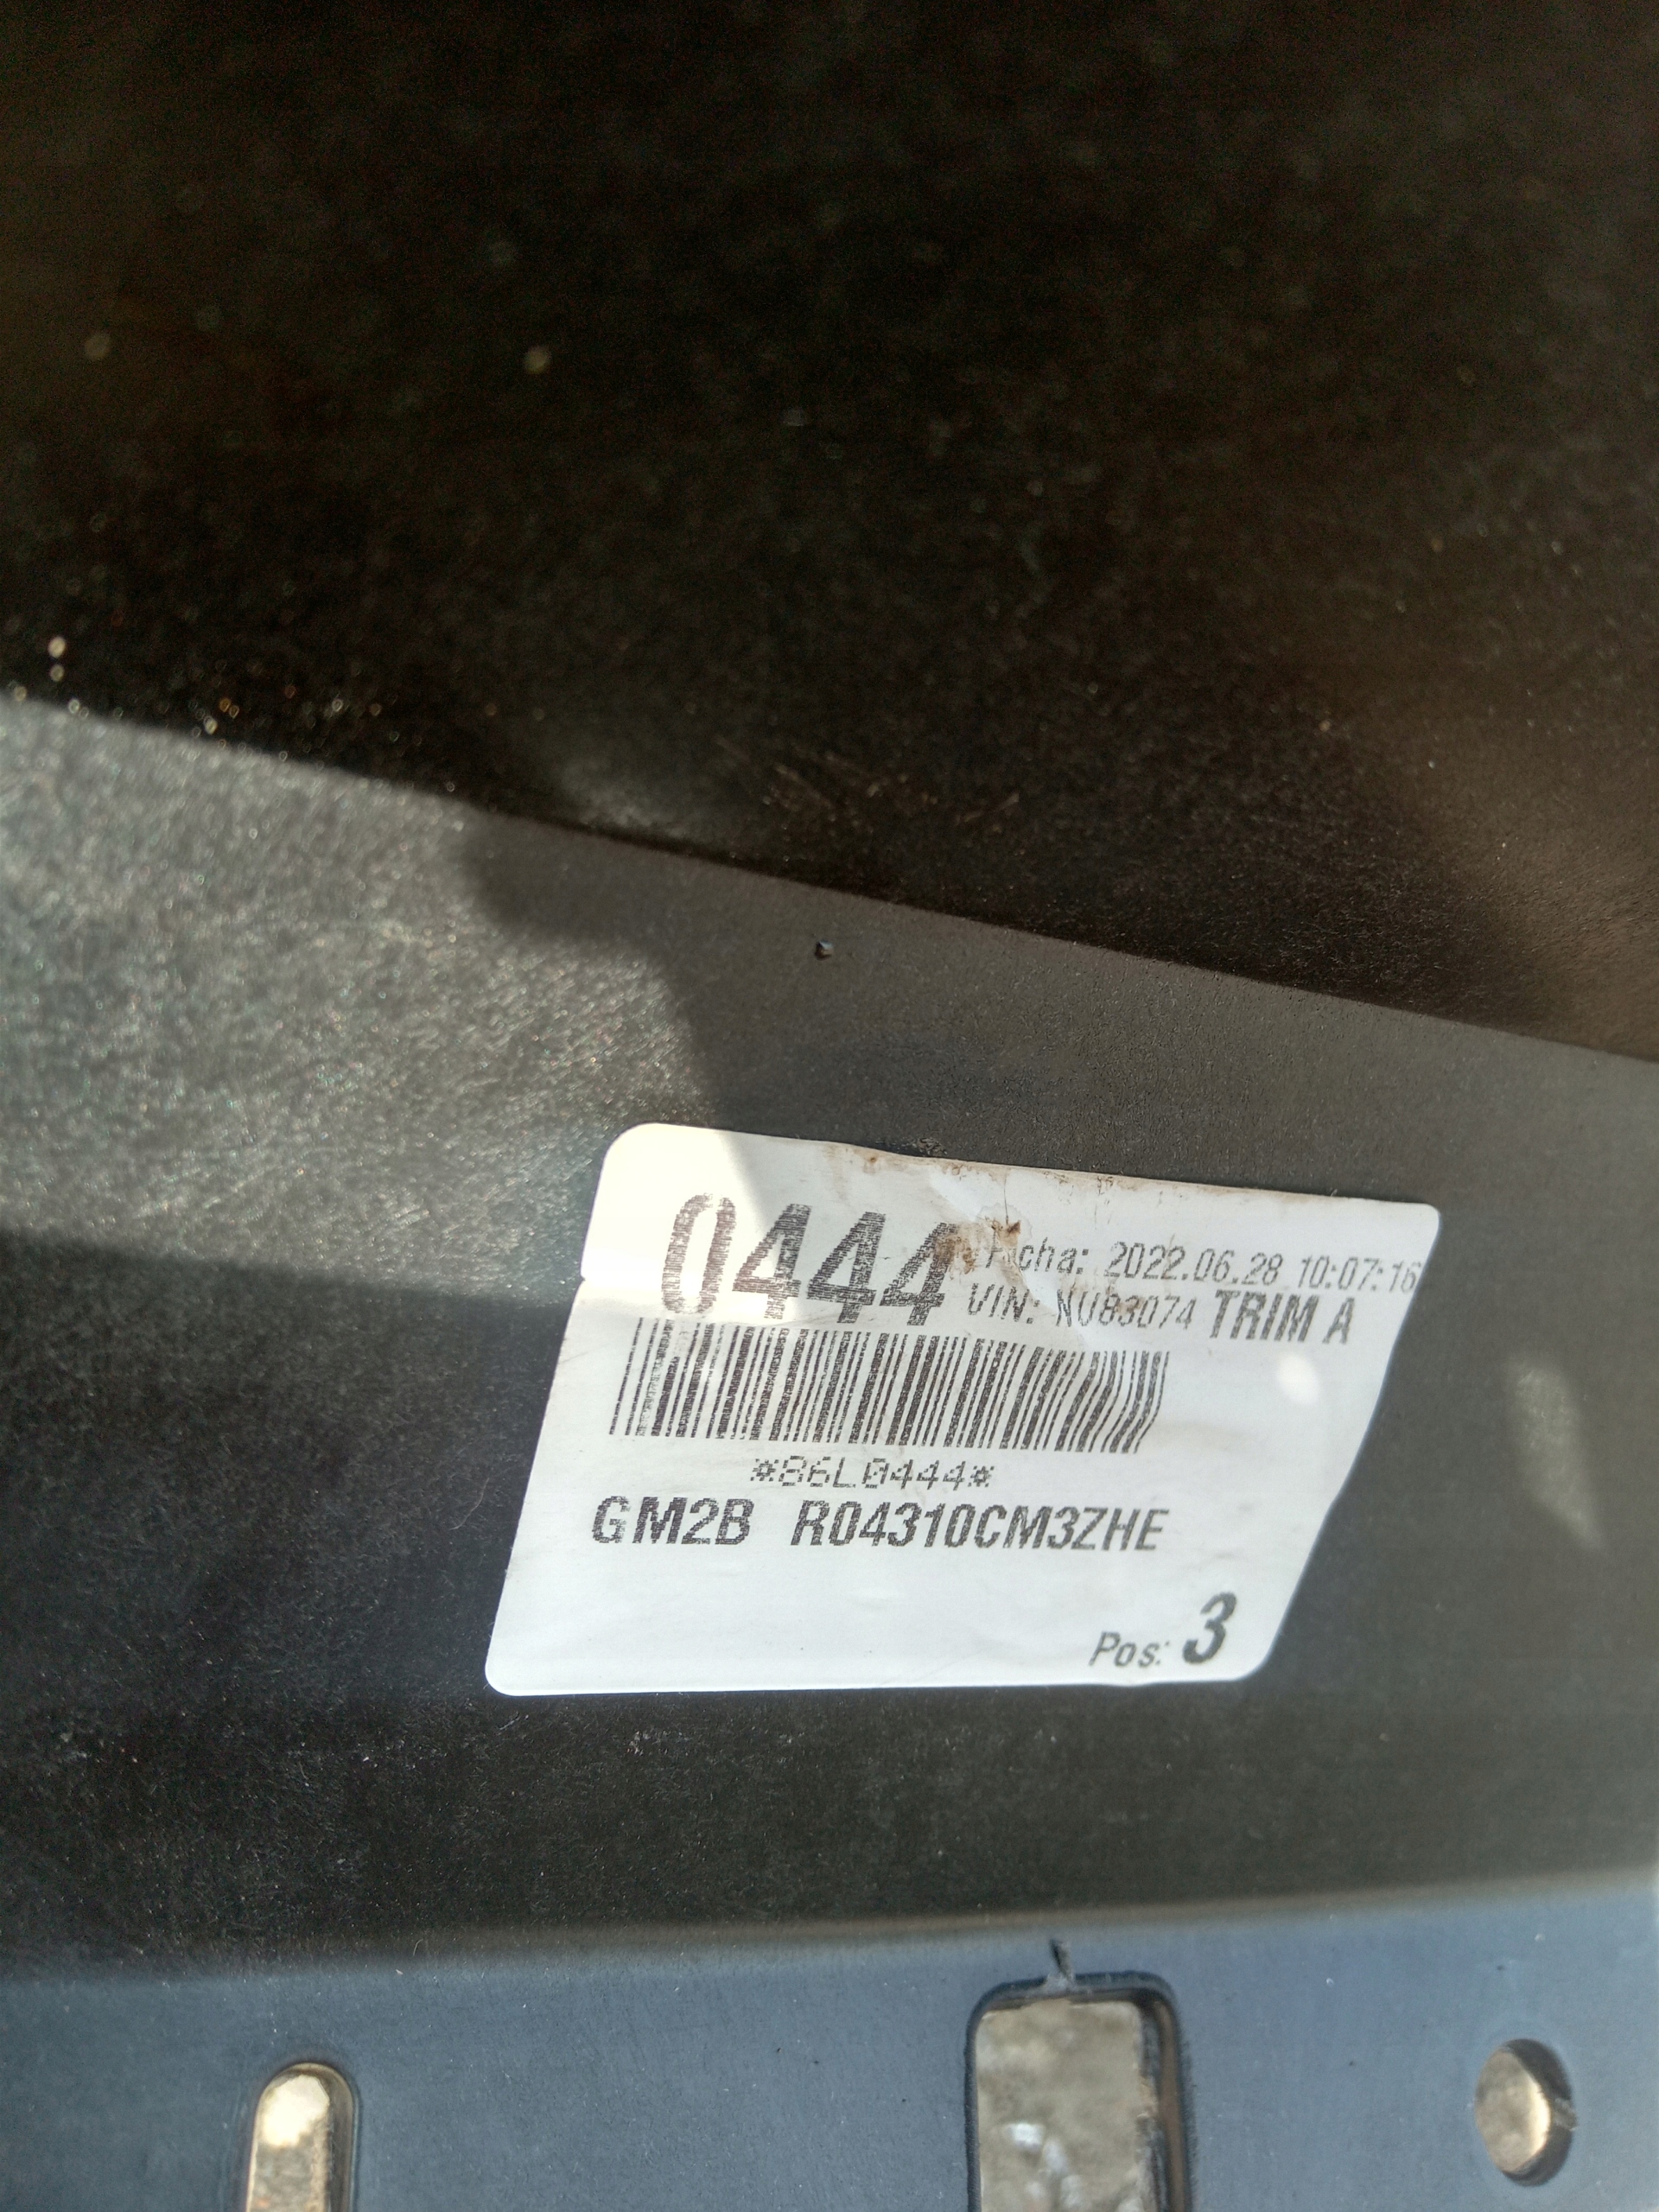 0444
Fecha: 2022.06.28 10:07:16
VIN: NU83074 TRIM A
*86L0444*
GM2B R04310CM3ZHE
Pos: 3